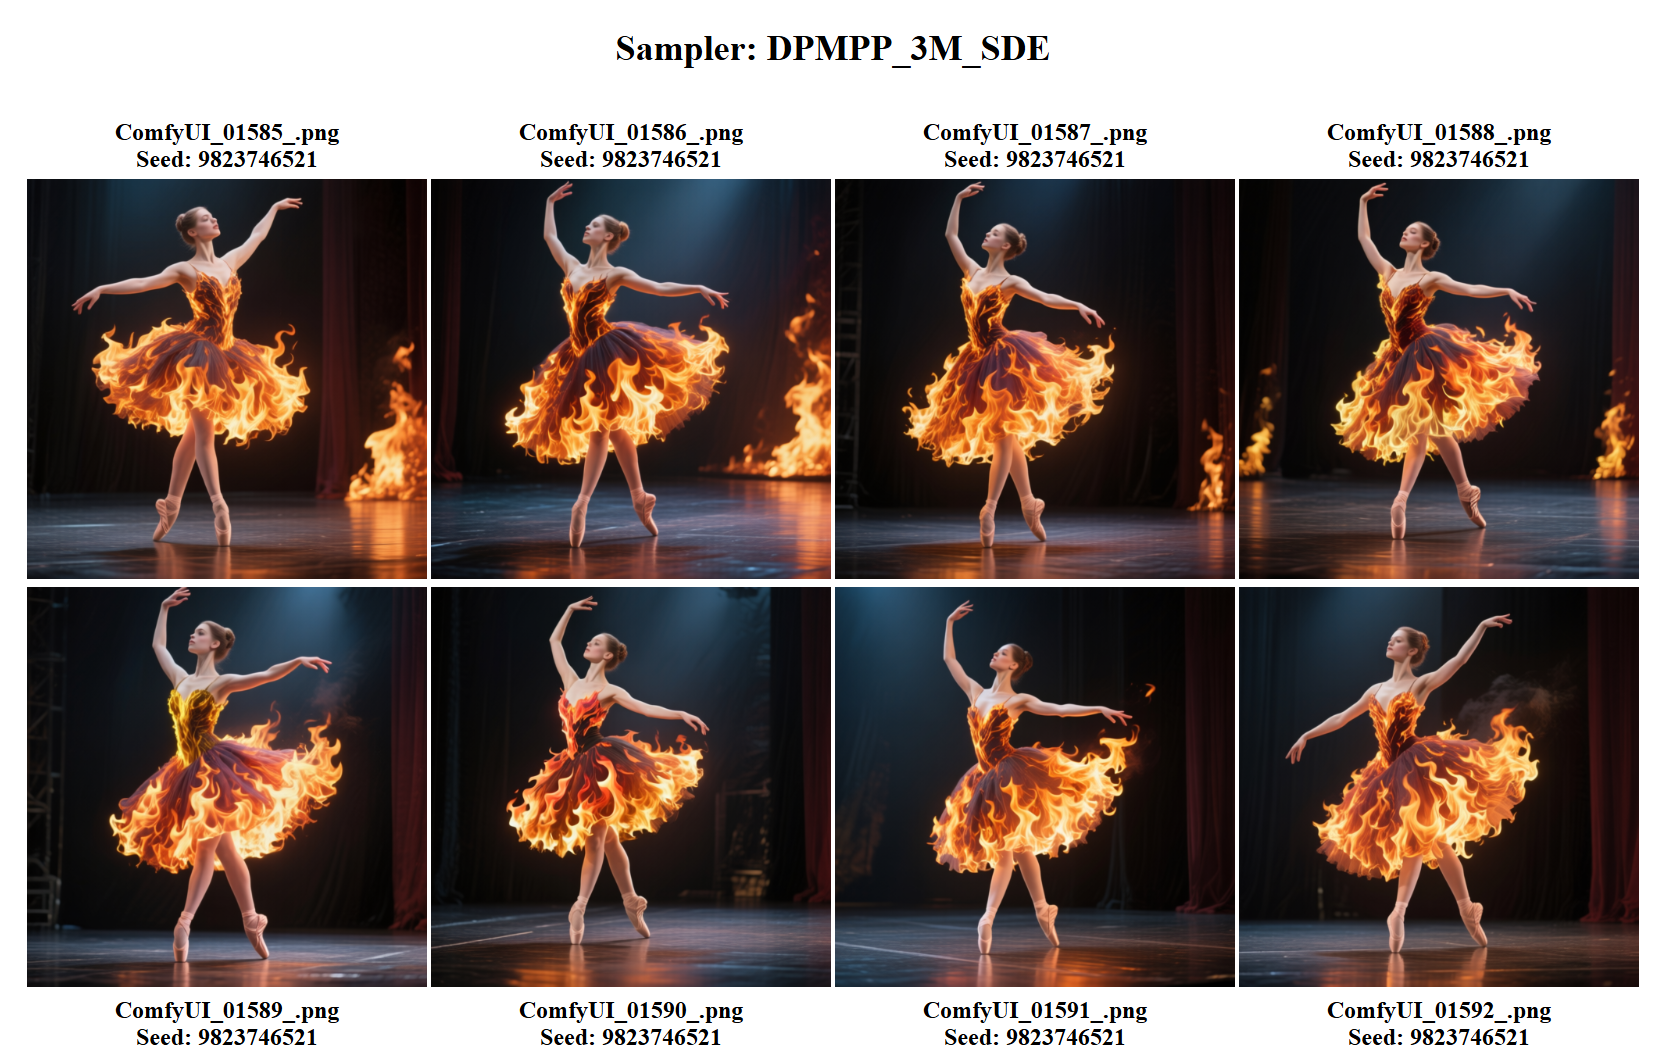 Sampler: DPMPP_3M_SDE
ComfyUI_01585_.png
Seed: 9823746521
ComfyUI_01586_.png
Seed: 9823746521
ComfyUI_01587_.png
Seed: 9823746521
ComfyUI_01588_.png
Seed: 9823746521
ComfyUI_01589_.png
Seed: 9823746521
ComfyUI_01590_.png
Seed: 9823746521
ComfyUI_01591_.png
Seed: 9823746521
ComfyUI_01592_.png
Seed: 9823746521